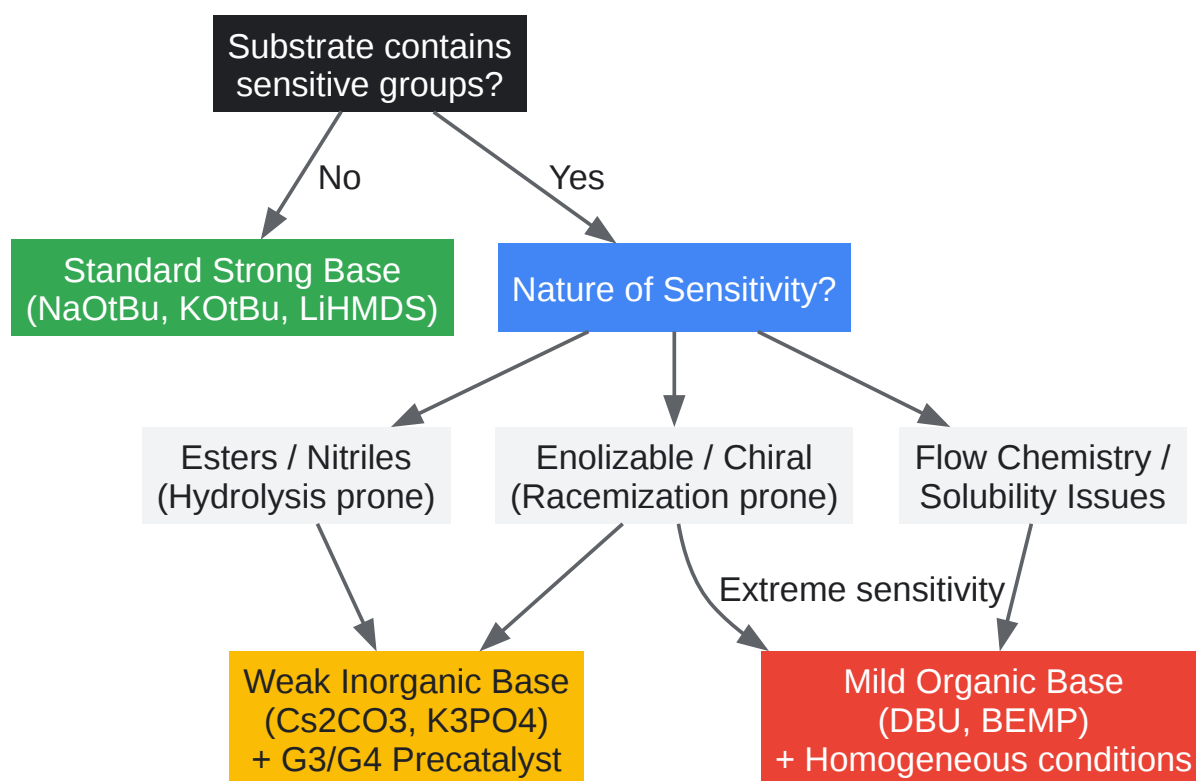 Substrate contains
sensitive groups?
No
Yes
Standard Strong Base
(NaOtBu, KOtBu, LiHMDS)
Nature of Sensitivity?
Esters / Nitriles
(Hydrolysis prone)
Enolizable / Chiral
(Racemization prone)
Flow Chemistry /
Solubility Issues
Extreme sensitivity
Weak Inorganic Base
(Cs2CO3, K3PO4)
+ G3/G4 Precatalyst
Mild Organic Base
(DBU, BEMP)
+ Homogeneous conditions